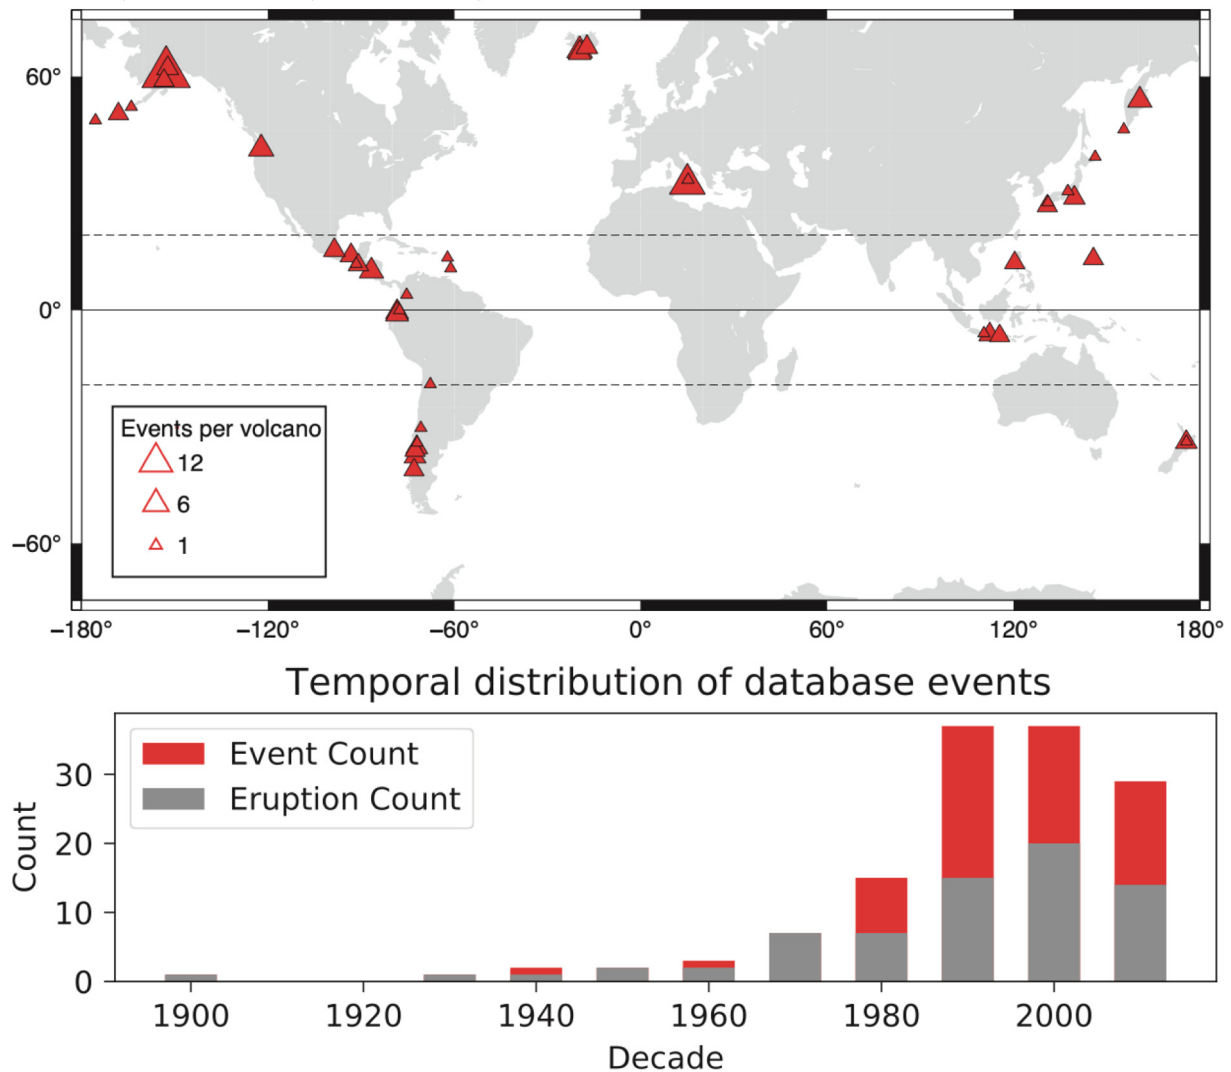 60°
0°
−60°
Events per volcano
12
6
1
−180° −120° −60° 0° 60° 120° 180°
Temporal distribution of database events
Event Count
Eruption Count
Count
30
20
10
0
1900 1920 1940 1960 1980 2000
Decade